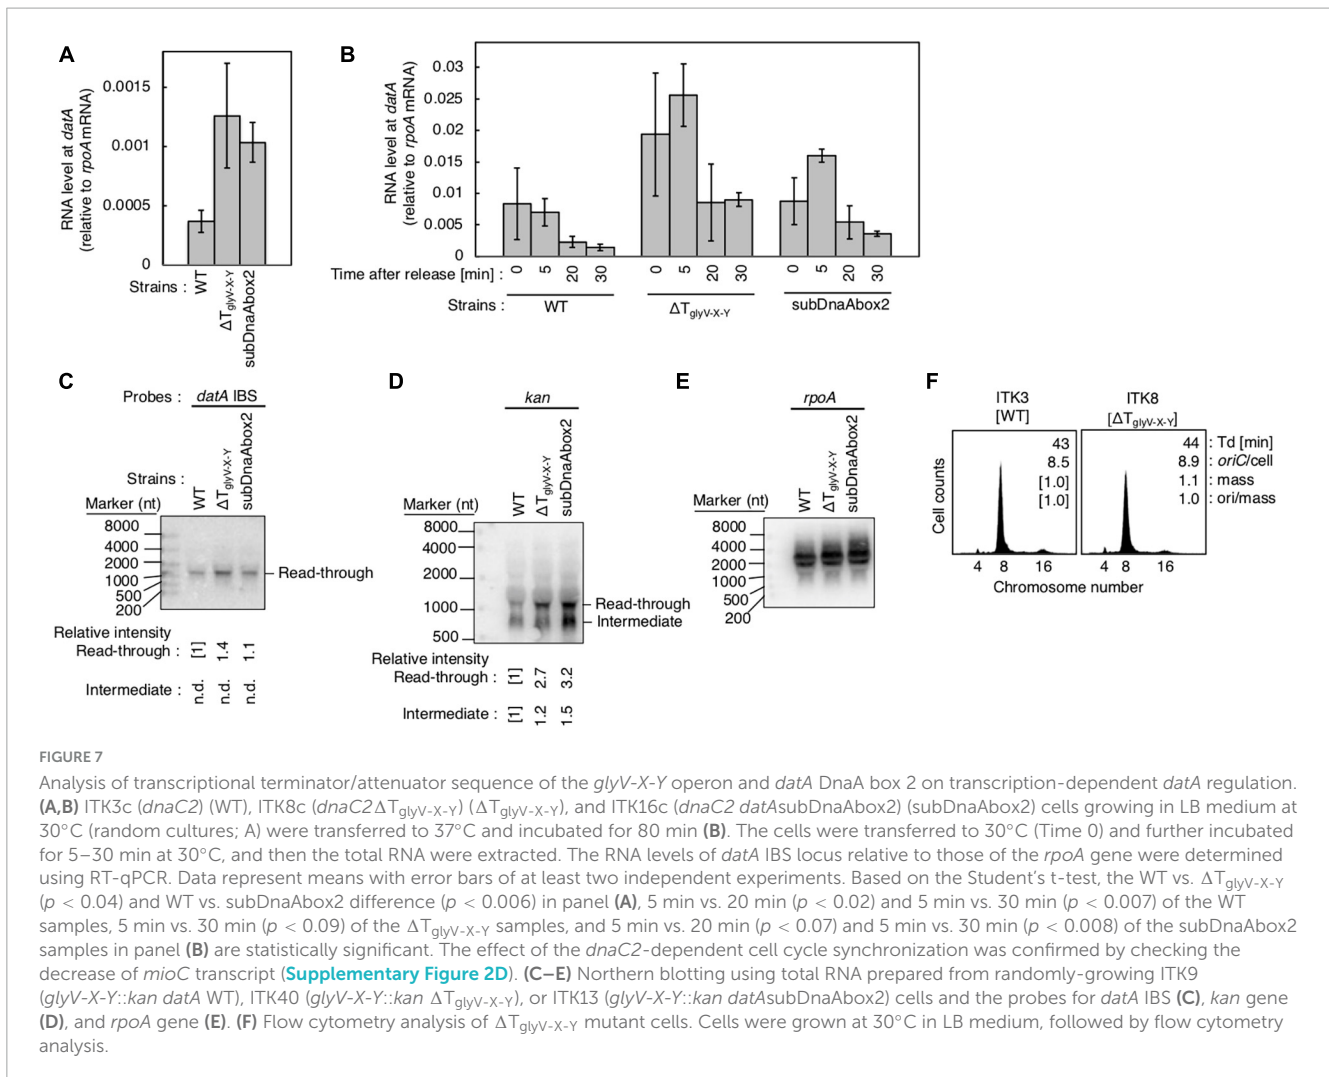 A
RNA level at datA
(relative to rpoA mRNA)
0.0015
0.001
0.0005
0
Strains :
WT
ΔTglyV-X-Y
subDnaAbox2
B
RNA level at datA
(relative to rpoA mRNA)
0.03
0.025
0.02
0.015
0.01
0.005
0
Time after release [min] : 0 5 20 30 0 5 20 30 0 5 20 30
Strains : WT ΔTglyV-X-Y subDnaAbox2
C
Probes : datA IBS
Strains :
WT
ΔTglyV-X-Y
subDnaAbox2
Marker (nt)
8000
4000
2000
1000
500
200
Read-through
Relative intensity
Read-through : [1] 1.4 1.1
Intermediate : n.d. n.d. n.d.
D
kan
WT
ΔTglyV-X-Y
subDnaAbox2
Marker (nt)
8000
4000
2000
1000
500
Read-through
Intermediate
Relative intensity
Read-through : [1] 2.7 3.2
Intermediate : [1] 1.2 1.5
E
rpoA
WT
ΔTglyV-X-Y
subDnaAbox2
Marker (nt)
8000
4000
2000
1000
500
200
F
ITK3 ITK8
[WT] [ΔTglyV-X-Y]
43 44 : Td [min]
8.5 8.9 : oriC/cell
[1.0] 1.1 : mass
[1.0] 1.0 : ori/mass
Cell counts
4 8 16 4 8 16
Chromosome number
FIGURE 7
Analysis of transcriptional terminator/attenuator sequence of the glyV-X-Y operon and datA DnaA box 2 on transcription-dependent datA regulation.
(A,B) ITK3c (dnaC2) (WT), ITK8c (dnaC2ΔTglyV-X-Y) (ΔTglyV-X-Y), and ITK16c (dnaC2 datAsubDnaAbox2) (subDnaAbox2) cells growing in LB medium at
30°C (random cultures; A) were transferred to 37°C and incubated for 80 min (B). The cells were transferred to 30°C (Time 0) and further incubated
for 5–30 min at 30°C, and then the total RNA were extracted. The RNA levels of datA IBS locus relative to those of the rpoA gene were determined
using RT-qPCR. Data represent means with error bars of at least two independent experiments. Based on the Student's t-test, the WT vs. ΔTglyV-X-Y
(p < 0.04) and WT vs. subDnaAbox2 difference (p < 0.006) in panel (A), 5 min vs. 20 min (p < 0.02) and 5 min vs. 30 min (p < 0.007) of the WT
samples, 5 min vs. 30 min (p < 0.09) of the ΔTglyV-X-Y samples, and 5 min vs. 20 min (p < 0.07) and 5 min vs. 30 min (p < 0.008) of the subDnaAbox2
samples in panel (B) are statistically significant. The effect of the dnaC2-dependent cell cycle synchronization was confirmed by checking the
decrease of mioC transcript (Supplementary Figure 2D). (C–E) Northern blotting using total RNA prepared from randomly-growing ITK9
(glyV-X-Y::kan datA WT), ITK40 (glyV-X-Y::kan ΔTglyV-X-Y), or ITK13 (glyV-X-Y::kan datAsubDnaAbox2) cells and the probes for datA IBS (C), kan gene
(D), and rpoA gene (E). (F) Flow cytometry analysis of ΔTglyV-X-Y mutant cells. Cells were grown at 30°C in LB medium, followed by flow cytometry
analysis.